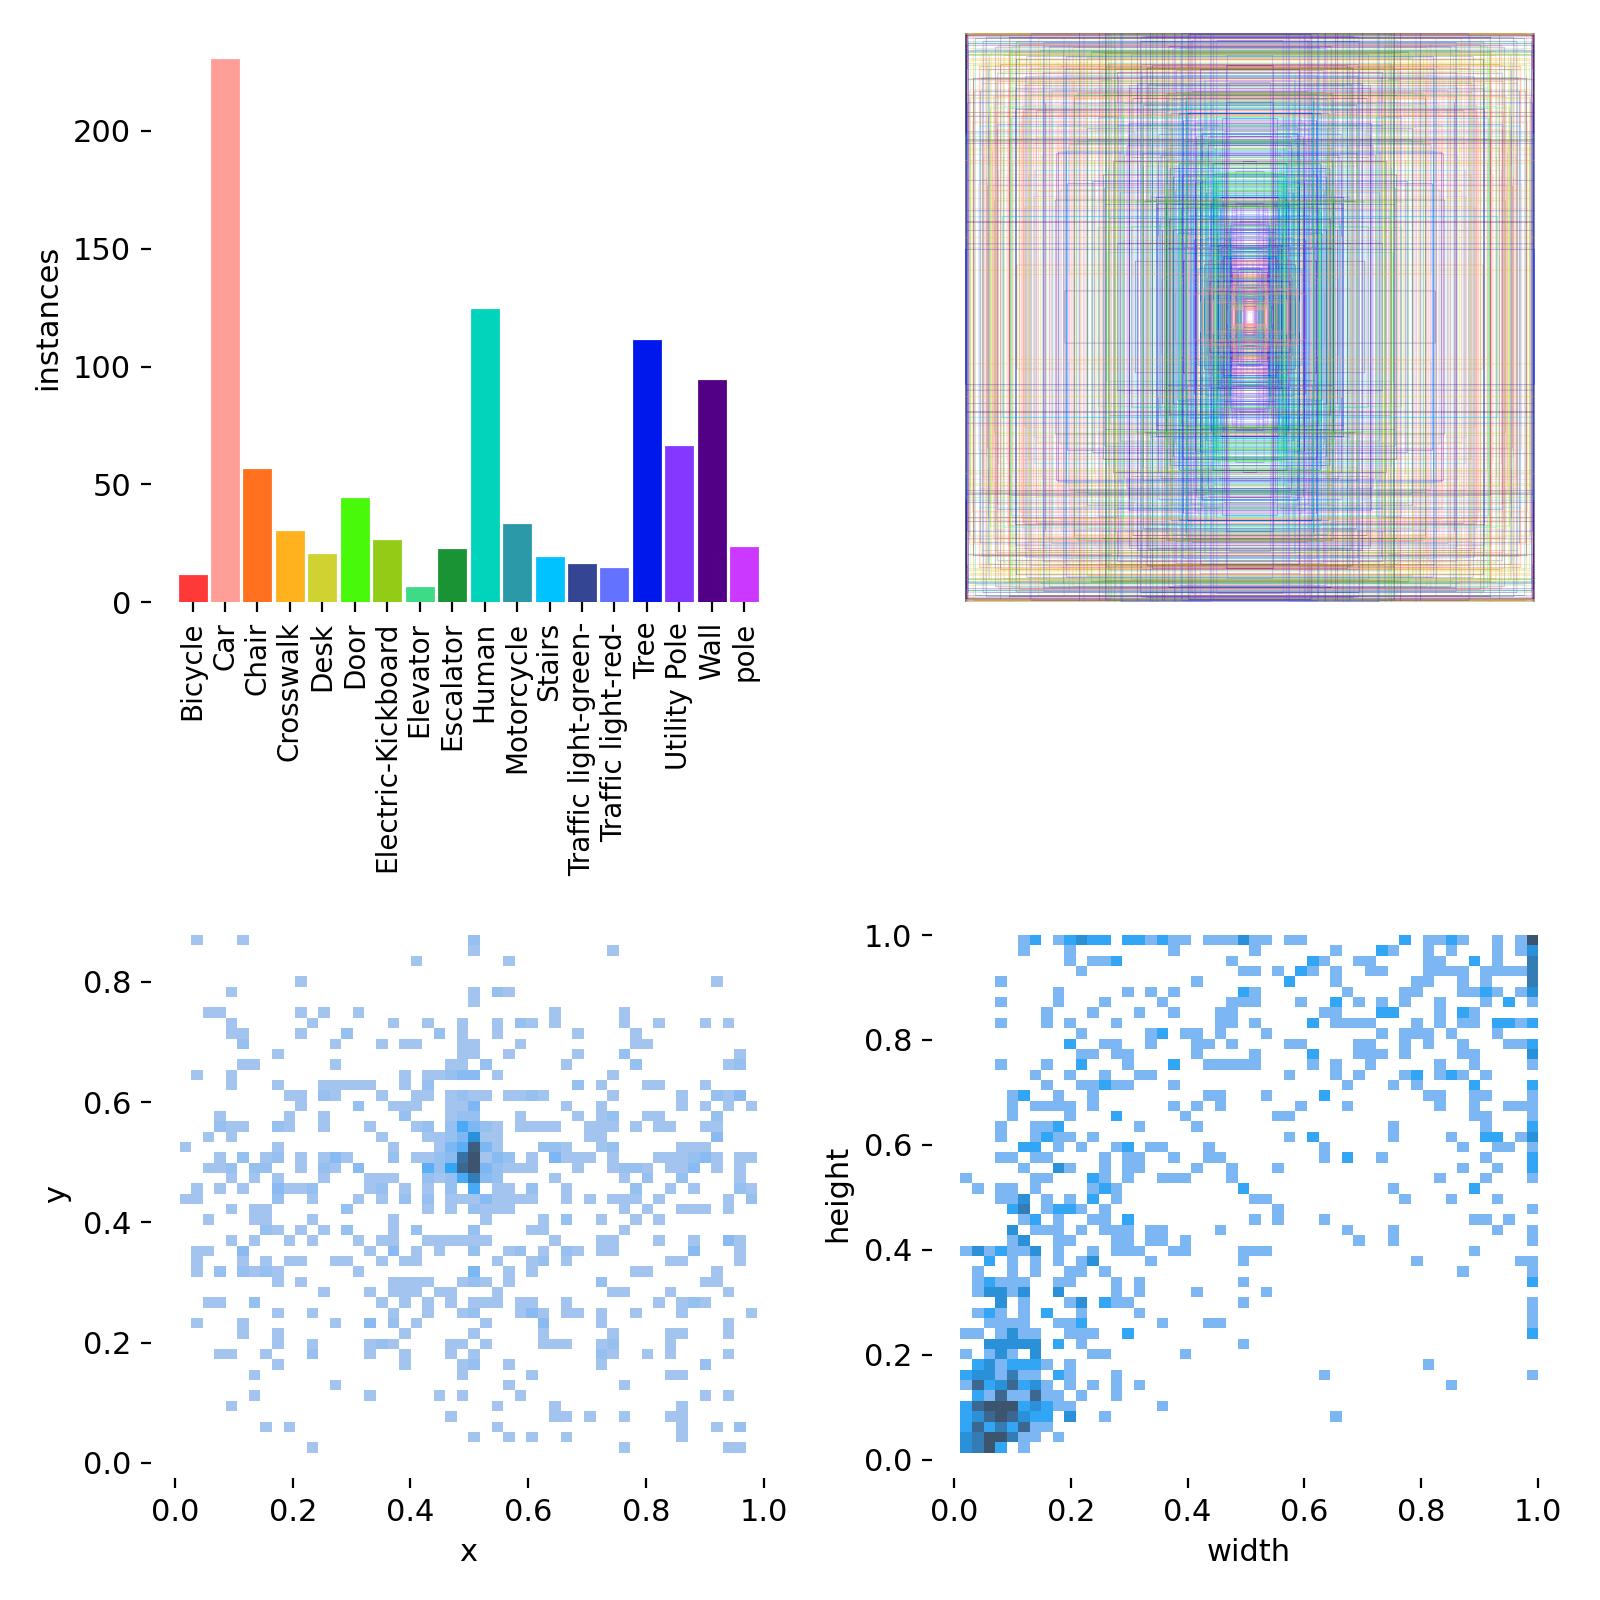 200
150
100
50
0
instances
Bicycle
Car
Chair
Crosswalk
Desk
Door
Electric-Kickboard
Elevator
Escalator
Human
Motorcycle
Stairs
Traffic light-green-
Traffic light-red-
Tree
Utility Pole
Wall
pole
0.8
0.6
0.4
0.2
0.0
y
0.0 0.2 0.4 0.6 0.8 1.0
x
1.0
0.8
0.6
0.4
0.2
0.0
height
0.0 0.2 0.4 0.6 0.8 1.0
width